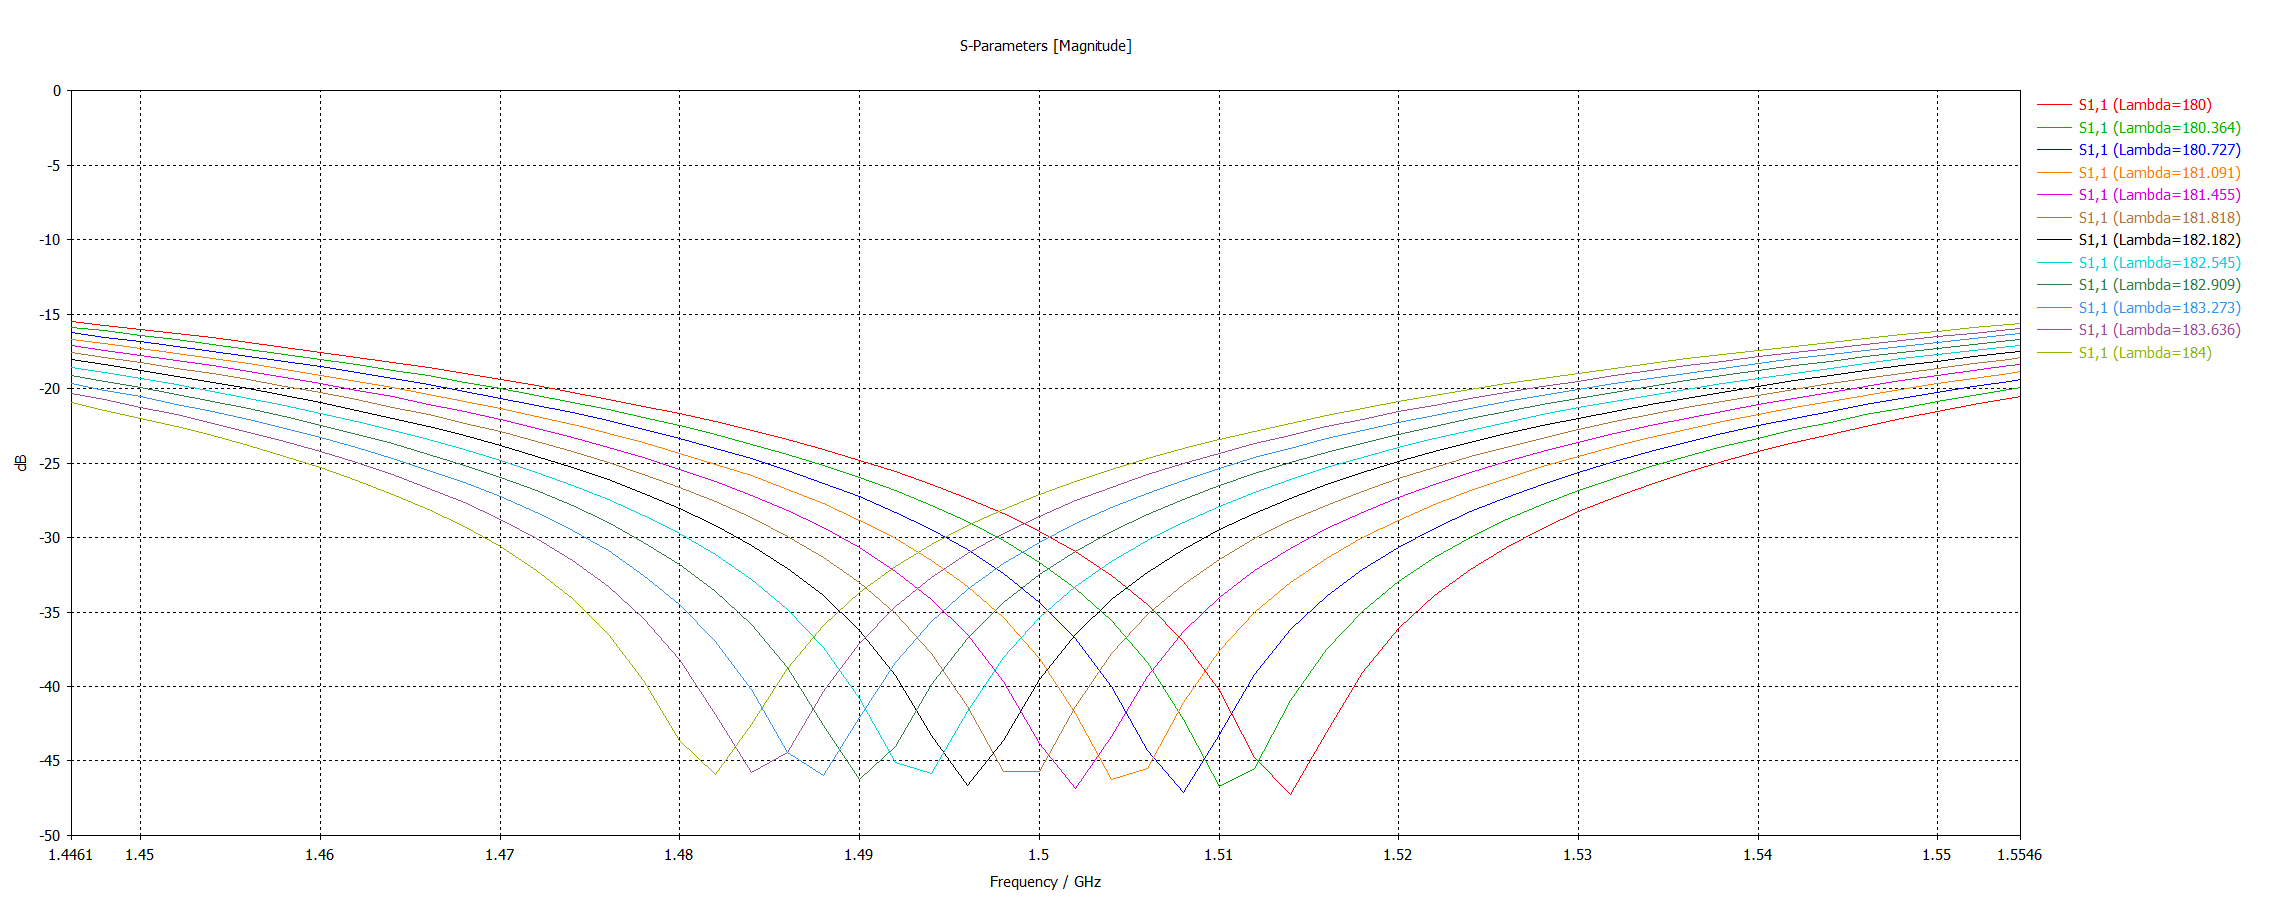 S-Parameters [Magnitude]
0
-5
-10
-15
-20
-25
-30
-35
-40
-45
-50
dB
1.4461 1.45 1.46 1.47 1.48 1.49 1.5 1.51 1.52 1.53 1.54 1.55 1.5546
Frequency / GHz
S1,1 (Lambda=180)
S1,1 (Lambda=180.364)
S1,1 (Lambda=180.727)
S1,1 (Lambda=181.091)
S1,1 (Lambda=181.455)
S1,1 (Lambda=181.818)
S1,1 (Lambda=182.182)
S1,1 (Lambda=182.545)
S1,1 (Lambda=182.909)
S1,1 (Lambda=183.273)
S1,1 (Lambda=183.636)
S1,1 (Lambda=184)